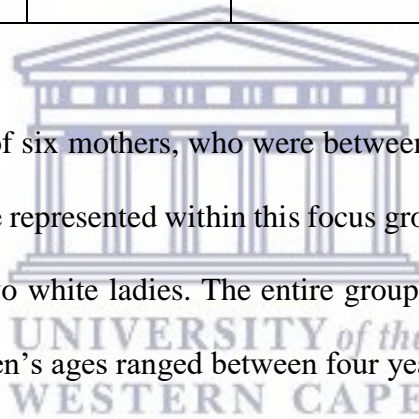 of six mothers, who were between
represented within this focus gro
white ladies. The entire group
UNIVERSITY of the
ages ranged between four yea
WESTERN CAPE